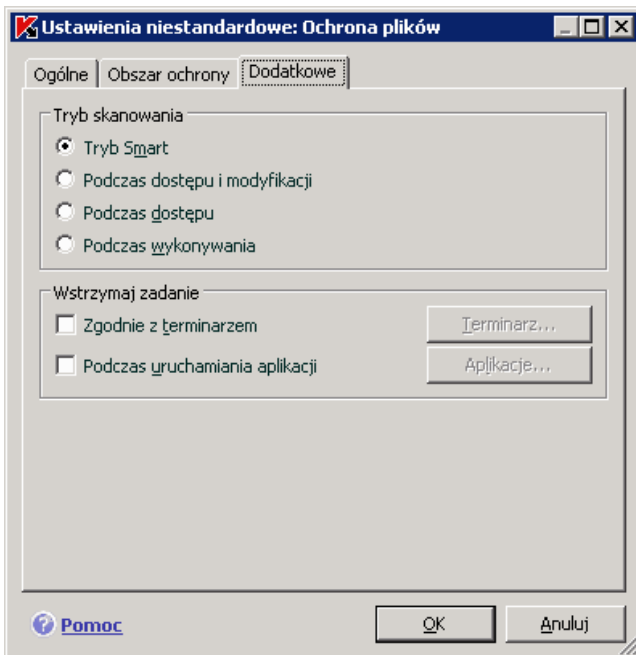 Ustawienia niestandardowe: Ochrona plików
Ogólne Obszar ochrony Dodatkowe
Tryb skanowania
Tryb Smart
Podczas dostępu i modyfikacji
Podczas dostępu
Podczas wykonywania
Wstrzymaj zadanie
Zgodnie z terminarzem Terminarz...
Podczas uruchamiania aplikacji Aplikacje...
Pomoc OK Anuluj